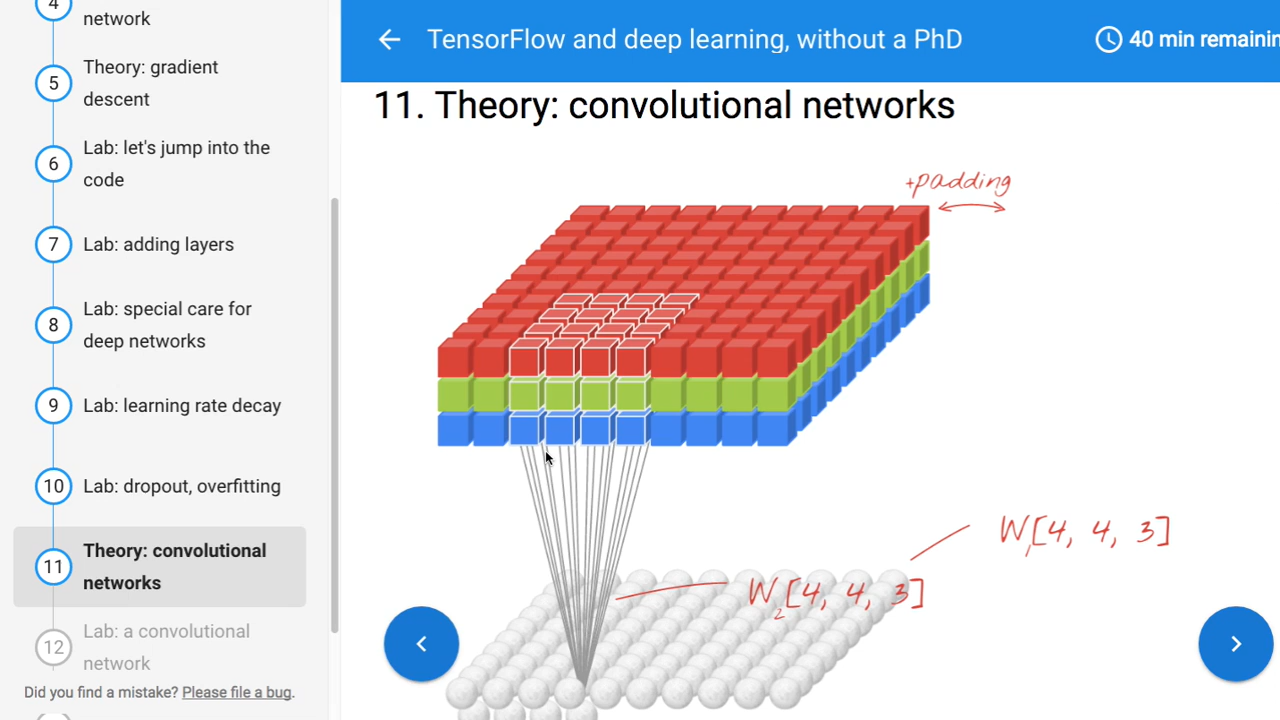 4
network
5
Theory: gradient
descent
6
Lab: let's jump into the
code
7
Lab: adding layers
8
Lab: special care for
deep networks
9
Lab: learning rate decay
10
Lab: dropout, overfitting
11
Theory: convolutional
networks
12
Lab: a convolutional
network
Did you find a mistake? Please file a bug.
TensorFlow and deep learning, without a PhD
40 min remainin
11. Theory: convolutional networks
+padding
W₁[4, 4, 3]
W₂[4, 4, 3]